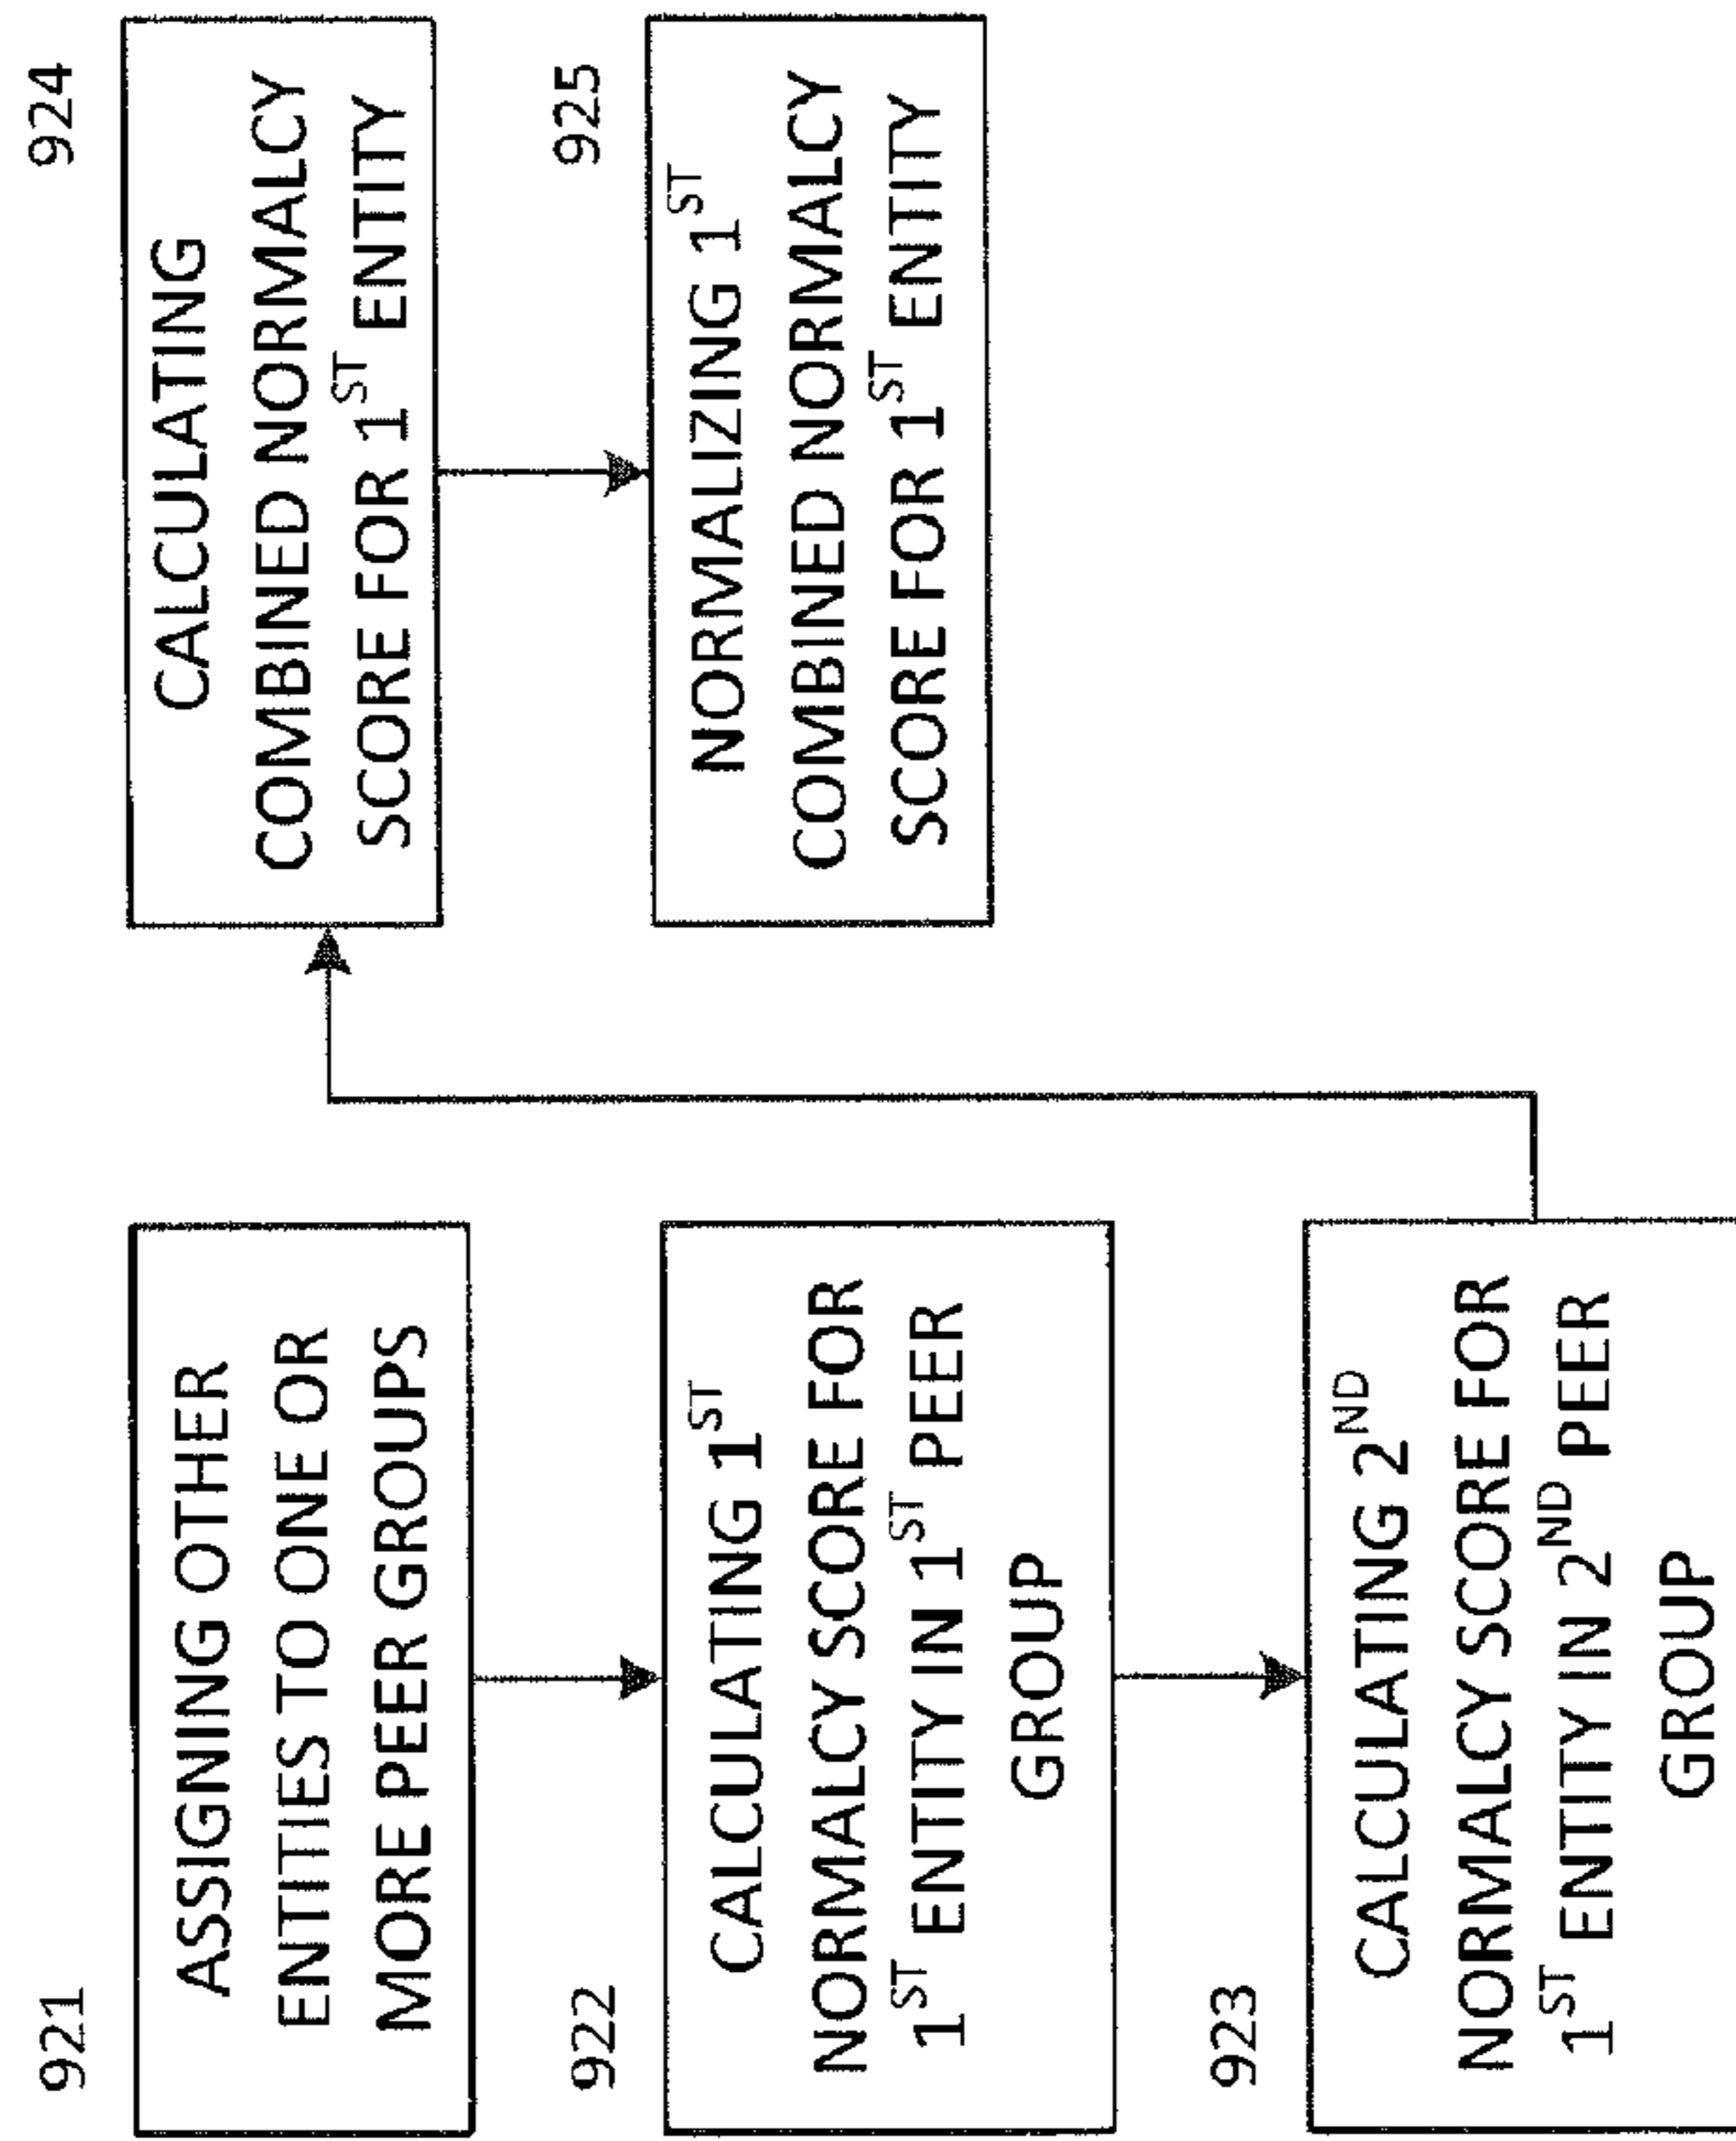 921
ASSIGNING OTHER
ENTITIES TO ONE OR
MORE PEER GROUPS
922
CALCULATING 1ST
NORMALCY SCORE FOR
1ST ENTITY IN 1ST PEER
GROUP
923
CALCULATING 2ND
NORMALCY SCORE FOR
1ST ENTITY IN 2ND PEER
GROUP
924
CALCULATING
COMBINED NORMALCY
SCORE FOR 1ST ENTITY
925
NORMALIZING 1ST
COMBINED NORMALCY
SCORE FOR 1ST ENTITY